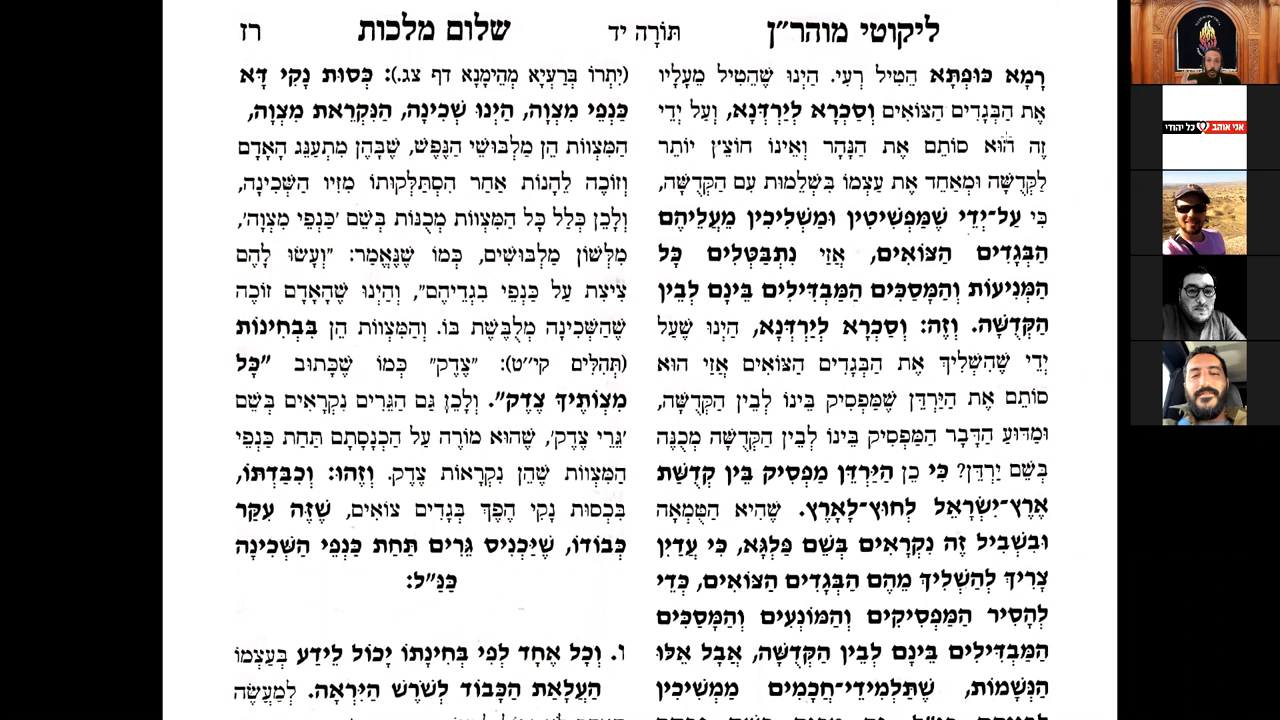 ליקוטי מוהר״ן תּוֹרָה יד שלום מלכות רז
רָמָא כּוּפְתָּא הִטִּיל רְעִי. הַיְנוּ שֶׁהִטִּיל מֵעָלָיו
אֶת הַבְּגָדִים הַצּוֹאִים וְסַכְרָא לְיַרְדְּנָא, וְעַל יְדֵי
זֶה הוּא סוֹתֵם אֶת הַנָּהָר וְאֵינוֹ חוֹצֵץ יוֹתֵר
לַקְּדֻשָּׁה וּמְאַחֵד אֶת עַצְמוֹ בִּשְׁלֵמוּת עִם הַקְּדֻשָּׁה,
כִּי עַל־יְדֵי שֶׁמַּפְשִׁיטִין וּמַשְׁלִיכִין מֵעֲלֵיהֶם
הַבְּגָדִים הַצּוֹאִים, אֲזַי נִתְבַּטְּלִים כָּל
הַמְּנִיעוֹת וְהַמָּסַכִּים הַמַּבְדִּילִים בֵּינָם לְבֵין
הַקְּדֻשָּׁה. וְזֶה: וְסַכְרָא לְיַרְדְּנָא, הַיְנוּ שֶׁעַל
יְדֵי שֶׁהִשְׁלִיךְ אֶת הַבְּגָדִים הַצּוֹאִים אֲזַי הוּא
סוֹתֵם אֶת הַיַּרְדֵּן שֶׁמַּפְסִיק בֵּינוֹ לְבֵין הַקְּדֻשָּׁה,
וּמַדּוּעַ הַדָּבָר הַמַּפְסִיק בֵּינוֹ לְבֵין הַקְּדֻשָּׁה מְכֻנֶּה
בְּשֵׁם יַרְדֵּן? כִּי כֵן הַיַּרְדֵּן מַפְסִיק בֵּין קְדֻשַּׁת
אֶרֶץ־יִשְׂרָאֵל לְחוּץ־לָאָרֶץ. שֶׁהִיא הַטֻּמְאָה
וּבִשְׁבִיל זֶה נִקְרָאִים בְּשֵׁם פַּלְגָּא, כִּי עֲדַיִן
צָרִיךְ לְהַשְׁלִיךְ מֵהֶם הַבְּגָדִים הַצּוֹאִים, כְּדֵי
לְהָסִיר הַמַּפְסִיקִים וְהַמּוֹנְעִים וְהַמָּסַכִּים
הַמַּבְדִּילִים בֵּינָם לְבֵין הַקְּדֻשָּׁה, אֲבָל אֵלּוּ
הַנְּשָׁמוֹת, שֶׁתַּלְמִידֵי־חֲכָמִים מַמְשִׁיכִין
(יִתְרוֹ בְּרַעְיָא מְהֵימְנָא דף צג.): כְּסוּת נָקִי דָּא
כַּנְפֵי מִצְוָה, הַיְנוּ שְׁכִינָה, הַנִּקְרֵאת מִצְוָה,
הַמִּצְווֹת הֵן מַלְבּוּשֵׁי הַנֶּפֶשׁ, שֶׁבָּהֶן מִתְעַנֵּג הָאָדָם
וְזוֹכֶה לֵהָנוֹת אַחַר הִסְתַּלְּקוּתוֹ מִזִּיו הַשְּׁכִינָה,
וְלָכֵן כְּלַל כָּל הַמִּצְווֹת מְכֻנּוֹת בְּשֵׁם ׳כַּנְפֵי מִצְוָה׳,
מִלְּשׁוֹן מַלְבּוּשִׁים, כְּמוֹ שֶׁנֶּאֱמַר: ״וְעָשׂוּ לָהֶם
צִיצִת עַל כַּנְפֵי בִגְדֵיהֶם״, וְהַיְנוּ שֶׁהָאָדָם זוֹכֶה
שֶׁהַשְּׁכִינָה מְלֻבֶּשֶׁת בּוֹ. וְהַמִּצְווֹת הֵן בִּבְחִינוֹת
(תְּהִלִּים קי״ט): ״צֶדֶק״ כְּמוֹ שֶׁכָּתוּב ״כָּל
מִצְוֹתֶיךָ צֶדֶק״. וְלָכֵן גַּם הַגֵּרִים נִקְרָאִים בְּשֵׁם
׳גֵּרֵי צֶדֶק׳, שֶׁהוּא מוֹרֶה עַל הַכְנָסָתָם תַּחַת כַּנְפֵי
הַמִּצְווֹת שֶׁהֵן נִקְרָאוֹת צֶדֶק. וְזֶהוּ: וְכִבַּדְתּוֹ,
בִּכְסוּת נָקִי הֶפֶךְ בְּגָדִים צוֹאִים, שֶׁזֶּה עִקַּר
כְּבוֹדוֹ, שֶׁיַּכְנִיס גֵּרִים תַּחַת כַּנְפֵי הַשְּׁכִינָה
כַּנַּ״ל:
ו. וְכָל אֶחָד לְפִי בְּחִינָתוֹ יָכוֹל לֵידַע בְּעַצְמוֹ
הַעֲלָאַת הַכָּבוֹד לְשֹׁרֶשׁ הַיִּרְאָה. לְמַעֲשֶׂה
אני אוהב כל יהודי